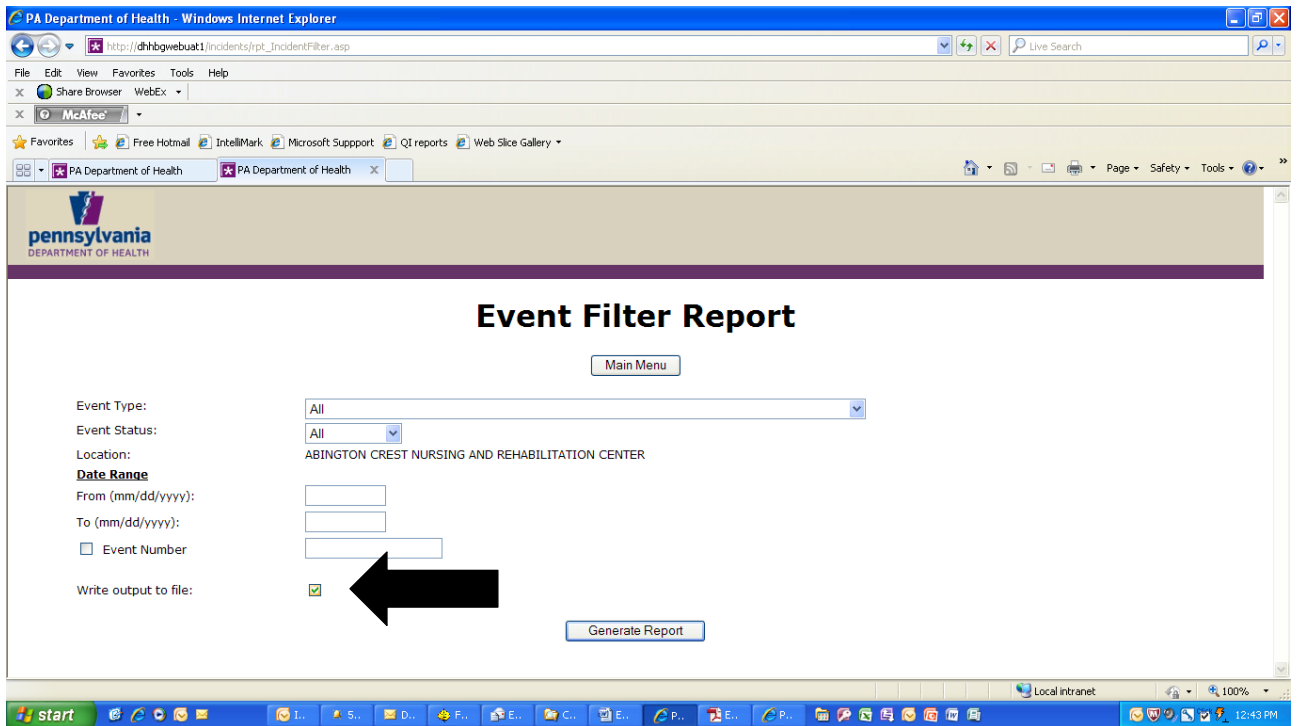 PA Department of Health - Windows Internet Explorer
http://dhhbgwebuat1/incidents/rpt_IncidentFilter.asp
Live Search
File Edit View Favorites Tools Help
x Share Browser WebEx
x McAfee
Favorites Free Hotmail IntelliMark Microsoft Suppport QI reports Web Slice Gallery
PA Department of Health PA Department of Health X Page Safety Tools »
pennsylvania
DEPARTMENT OF HEALTH
Event Filter Report
Main Menu
Event Type: All
Event Status: All
Location: ABINGTON CREST NURSING AND REHABILITATION CENTER
Date Range
From (mm/dd/yyyy):
To (mm/dd/yyyy):
Event Number
Write output to file:
Generate Report
Local intranet 100%
start I.. 5.. D.. F.. E.. C.. E.. P.. E.. P.. 12:43 PM